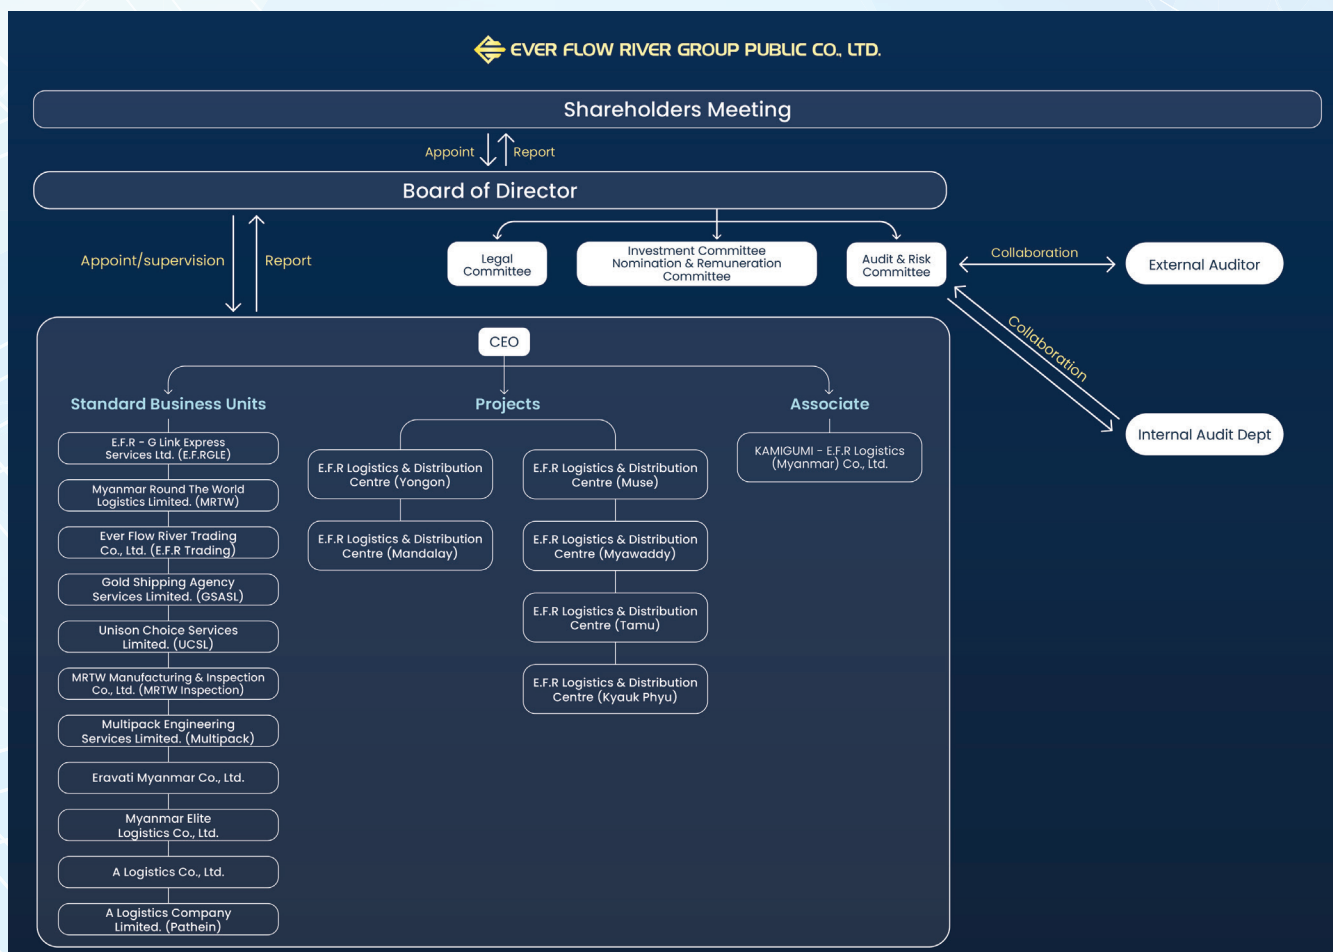 EVER FLOW RIVER GROUP PUBLIC CO., LTD.
Shareholders Meeting
Appoint
Report
Board of Director
Appoint/supervision
Report
Legal
Committee
Investment Committee
Nomination & Remuneration
Committee
Audit & Risk
Committee
Collaboration
External Auditor
Collaboration
Internal Audit Dept
CEO
Standard Business Units
E.F.R - G Link Express
Services Ltd. (E.F.RGLE)
Myanmar Round The World
Logistics Limited. (MRTW)
Ever Flow River Trading
Co., Ltd. (E.F.R Trading)
Gold Shipping Agency
Services Limited. (GSASL)
Unison Choice Services
Limited. (UCSL)
MRTW Manufacturing & Inspection
Co., Ltd. (MRTW Inspection)
Multipack Engineering
Services Limited. (Multipack)
Eravati Myanmar Co., Ltd.
Myanmar Elite
Logistics Co., Ltd.
A Logistics Co., Ltd.
A Logistics Company
Limited. (Pathein)
Projects
E.F.R Logistics & Distribution
Centre (Yongon)
E.F.R Logistics & Distribution
Centre (Mandalay)
E.F.R Logistics & Distribution
Centre (Muse)
E.F.R Logistics & Distribution
Centre (Myawaddy)
E.F.R Logistics & Distribution
Centre (Tamu)
E.F.R Logistics & Distribution
Centre (Kyauk Phyu)
Associate
KAMIGUMI - E.F.R Logistics
(Myanmar) Co., Ltd.